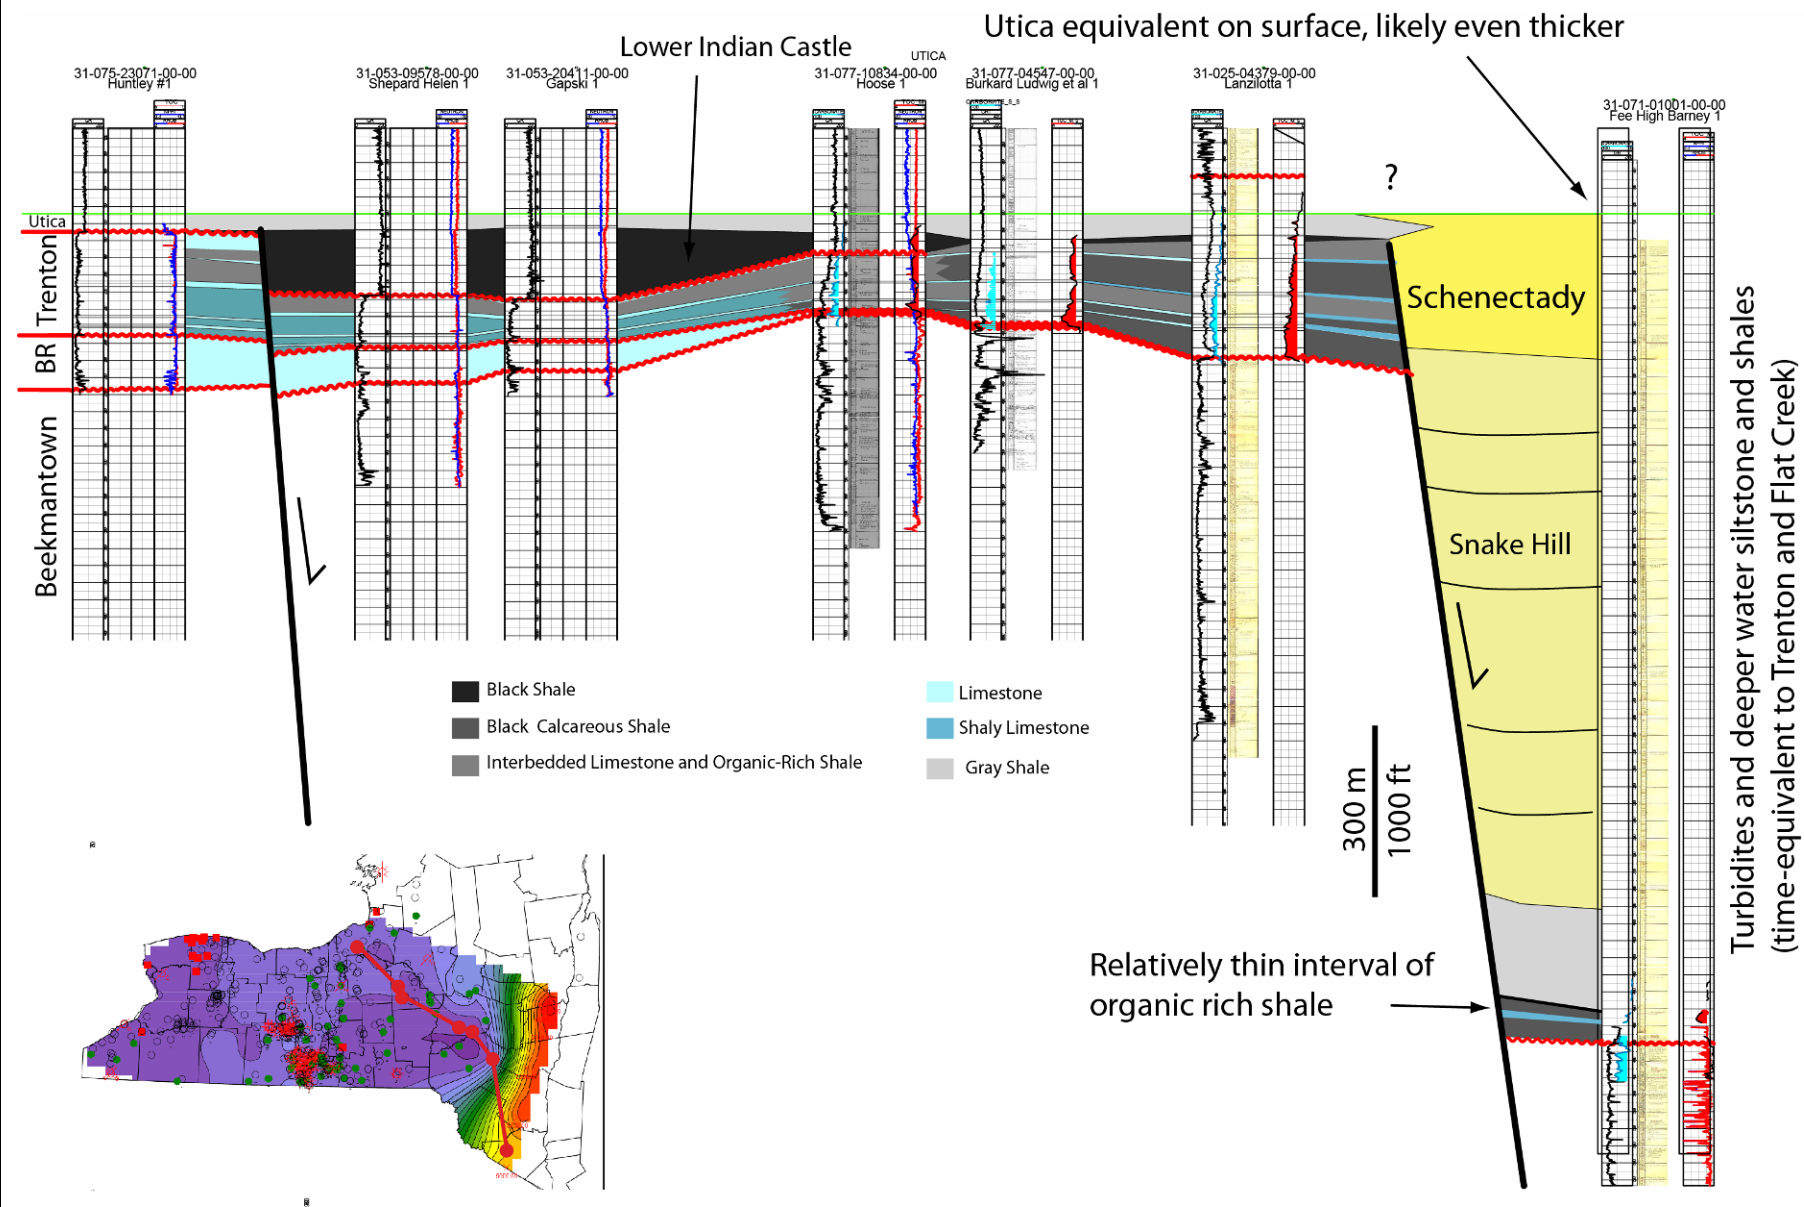 Utica equivalent on surface, likely even thicker
Lower Indian Castle
UTICA
31-075-23071-00-00
Huntley #1
31-053-09578-00-00
Shepard Helen 1
31-053-20411-00-00
Gapski 1
31-077-10834-00-00
Hoose 1
31-077-04547-00-00
Burkard Ludwig et al 1
31-025-04379-00-00
Lanzilotta 1
31-071-01001-00-00
Fee High Barney 1
?
Utica
Trenton
BR
Beekmantown
Schenectady
Snake Hill
Turbidites and deeper water siltstone and shales
(time-equivalent to Trenton and Flat Creek)
Black Shale
Black Calcareous Shale
Interbedded Limestone and Organic-Rich Shale
Limestone
Shaly Limestone
Gray Shale
300 m
1000 ft
Relatively thin interval of
organic rich shale